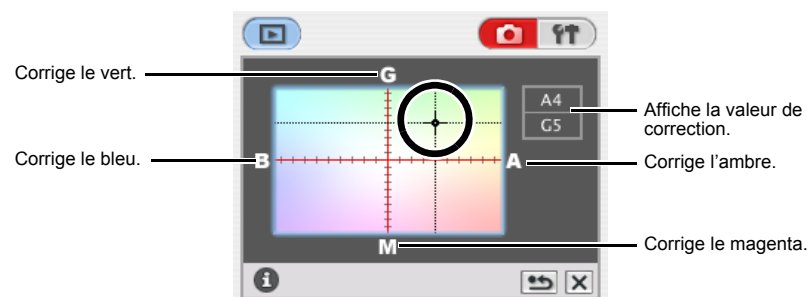 Corrige le vert.
G
A4
G5
Affiche la valeur de
correction.
Corrige le bleu.
B
A
Corrige l'ambre.
M
Corrige le magenta.